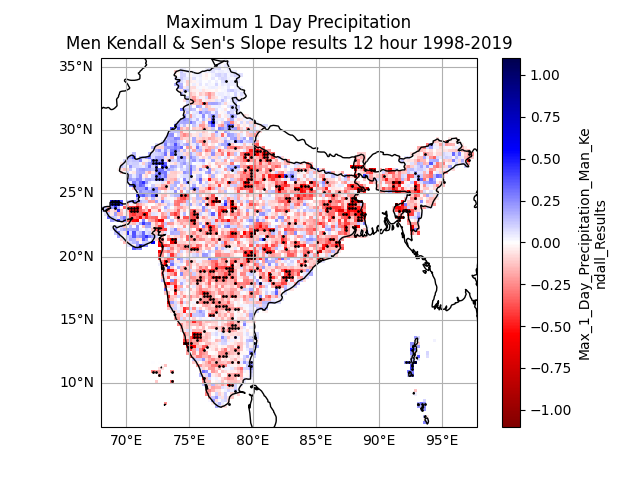 Maximum 1 Day Precipitation
Men Kendall & Sen's Slope results 12 hour 1998-2019
35°N
30°N
25°N
20°N
15°N
10°N
70°E
75°E
80°E
85°E
90°E
95°E
1.00
0.75
0.50
0.25
0.00
−0.25
−0.50
−0.75
−1.00
Max_1_Day_Precipitation_Man_Ke
ndall_Results